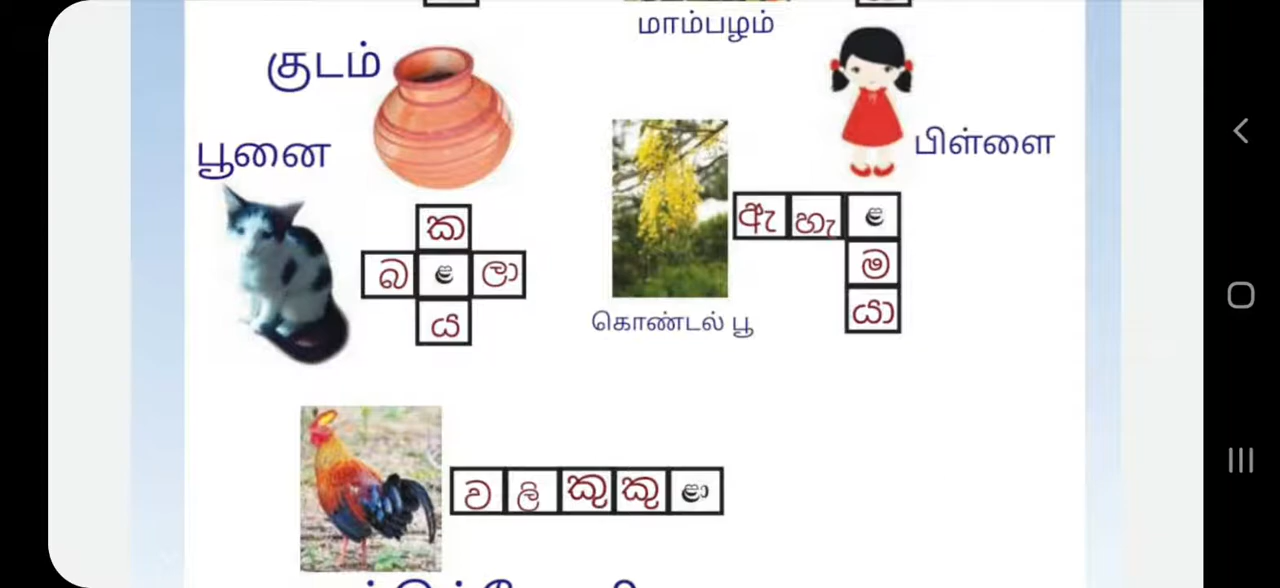 மாம்பழம்
குடம்
பூனை
பிள்ளை
ක
බ ළ ලා
ය
ඇ හැ ළ
ම
යා
கொண்டல் பூ
ව ලි කු කු ළා